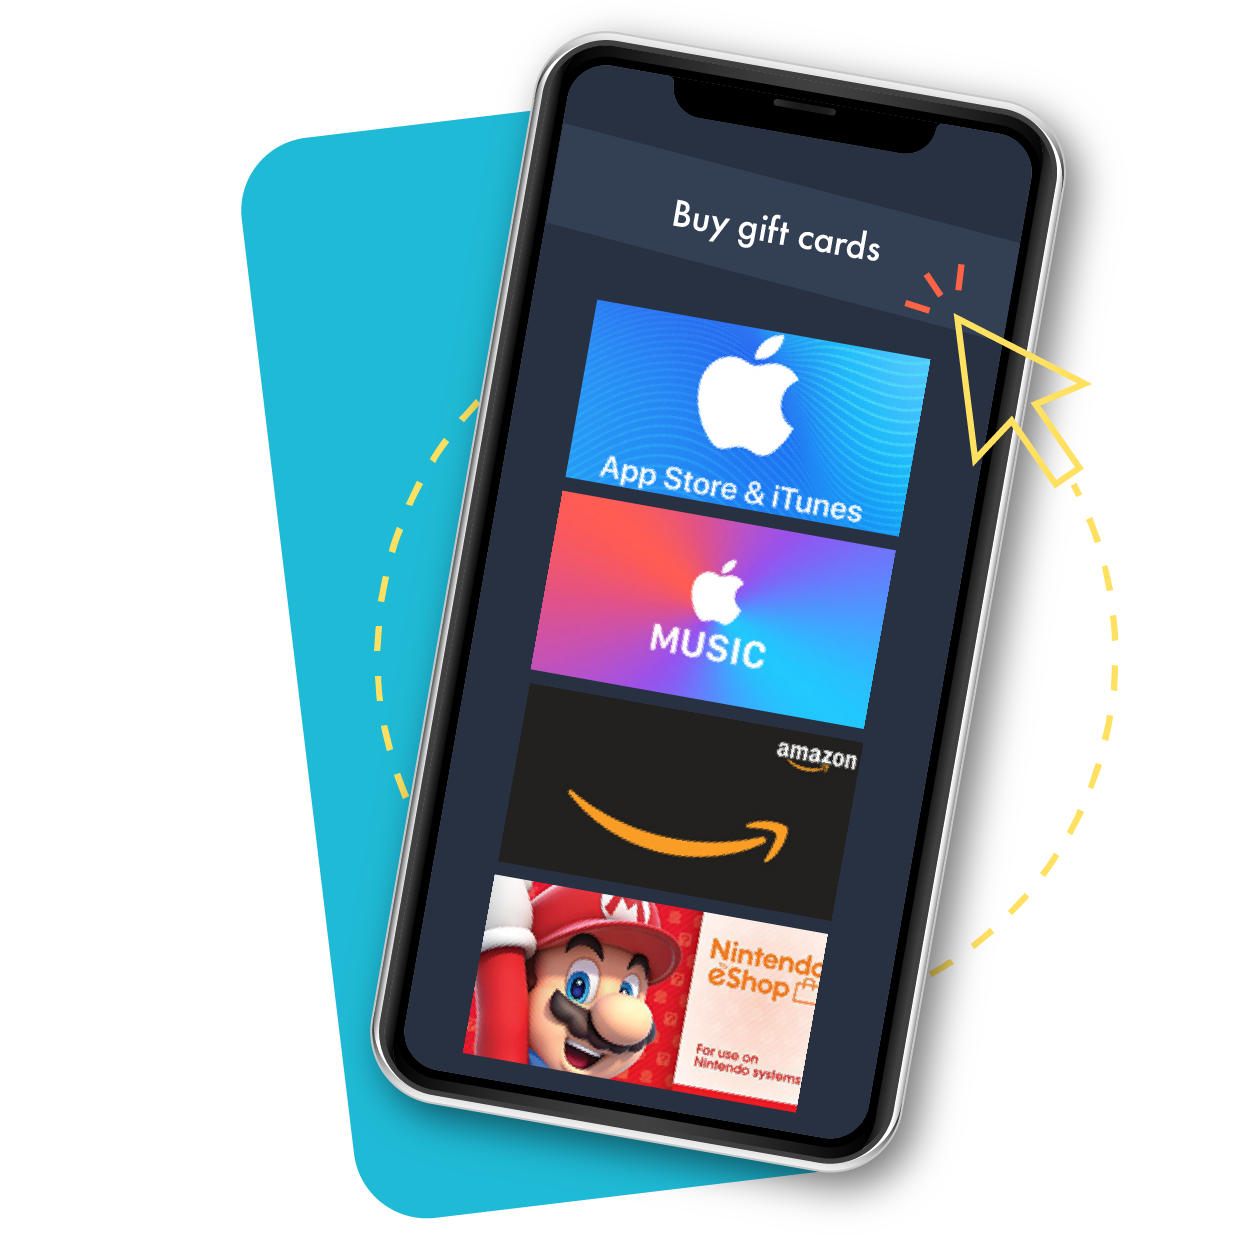 Buy gift cards
App Store & iTunes
MUSIC
amazon
Nintendo
eShop
For use on
Nintendo systems